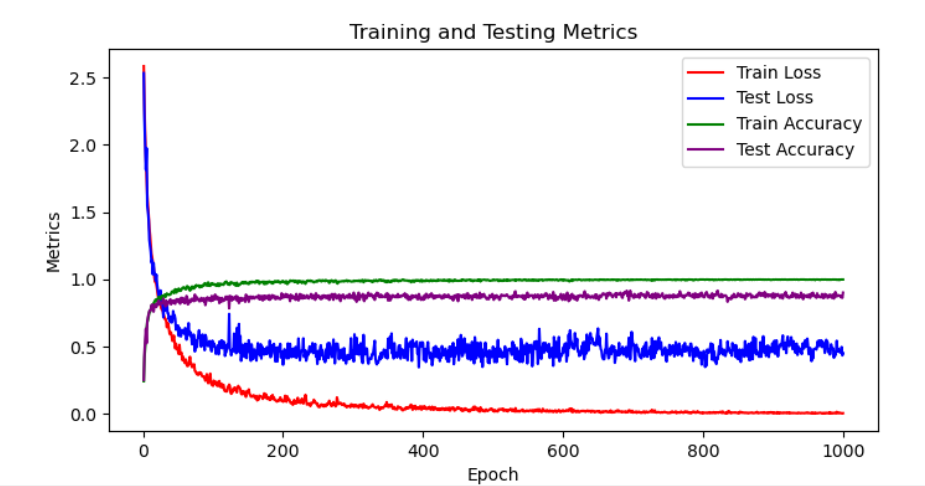 Training and Testing Metrics
Train Loss
Test Loss
Train Accuracy
Test Accuracy
Metrics
2.5
2.0
1.5
1.0
0.5
0.0
0 200 400 600 800 1000
Epoch